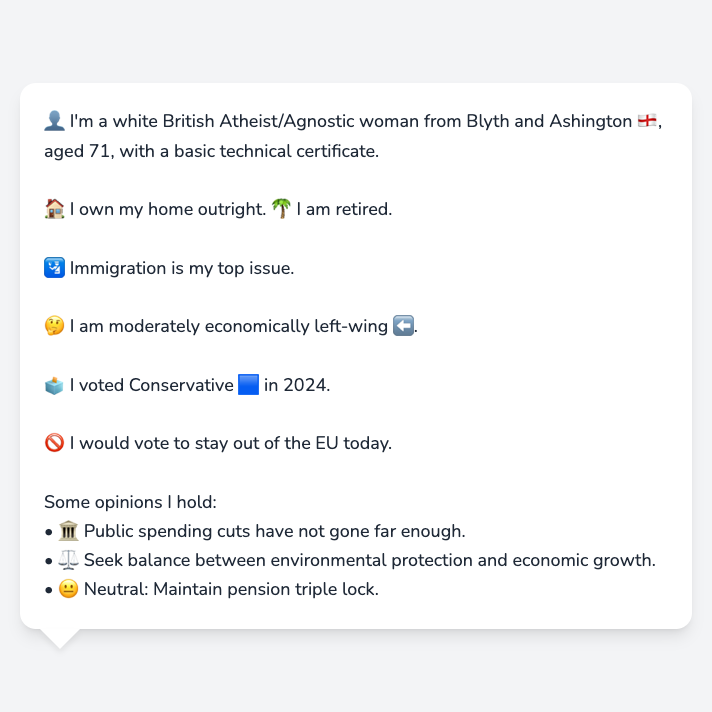 👤 I'm a white British Atheist/Agnostic woman from Blyth and Ashington 🏴󠁧󠁢󠁥󠁮󠁧󠁿,
aged 71, with a basic technical certificate.
🏠 I own my home outright. 🌴 I am retired.
🛂 Immigration is my top issue.
🤔 I am moderately economically left-wing ⬅️.
🗳️ I voted Conservative 🟦 in 2024.
🚫 I would vote to stay out of the EU today.
Some opinions I hold:
• 🏛️ Public spending cuts have not gone far enough.
• ⚖️ Seek balance between environmental protection and economic growth.
• 😐 Neutral: Maintain pension triple lock.